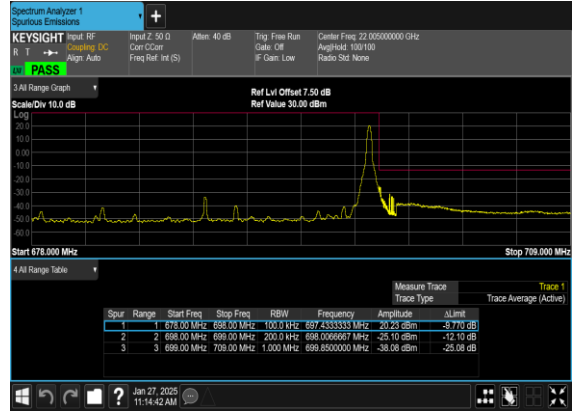 Spectrum Analyzer 1
Spurious Emissions
KEYSIGHT Input: RF Input Z: 50 Ω Atten: 40 dB Trig: Free Run Center Freq: 22.005000000 GHz
R T Coupling: DC Corr CCorr Gate: Off Avg|Hold: 100/100
Align: Auto Freq Ref: Int (S) IF Gain: Low Radio Std: None
PASS
3 All Range Graph
Ref Lvl Offset 7.50 dB
Scale/Div 10.0 dB Ref Value 30.00 dBm
Log
20.0
10.0
0.00
-10.0
-20.0
-30.0
-40.0
-50.0
-60.0
Start 678.000 MHz Stop 709.000 MHz
4 All Range Table
Measure Trace Trace 1
Trace Type Trace Average (Active)
Spur Range Start Freq Stop Freq RBW Frequency Amplitude ΔLimit
1 1 678.00 MHz 698.00 MHz 100.0 kHz 697.4333333 MHz 20.23 dBm -9.770 dB
2 2 698.00 MHz 699.00 MHz 200.0 kHz 698.0066667 MHz -25.10 dBm -12.10 dB
3 3 699.00 MHz 709.00 MHz 1.000 MHz 699.8500000 MHz -38.08 dBm -25.08 dB
Jan 27, 2025
11:14:42 AM